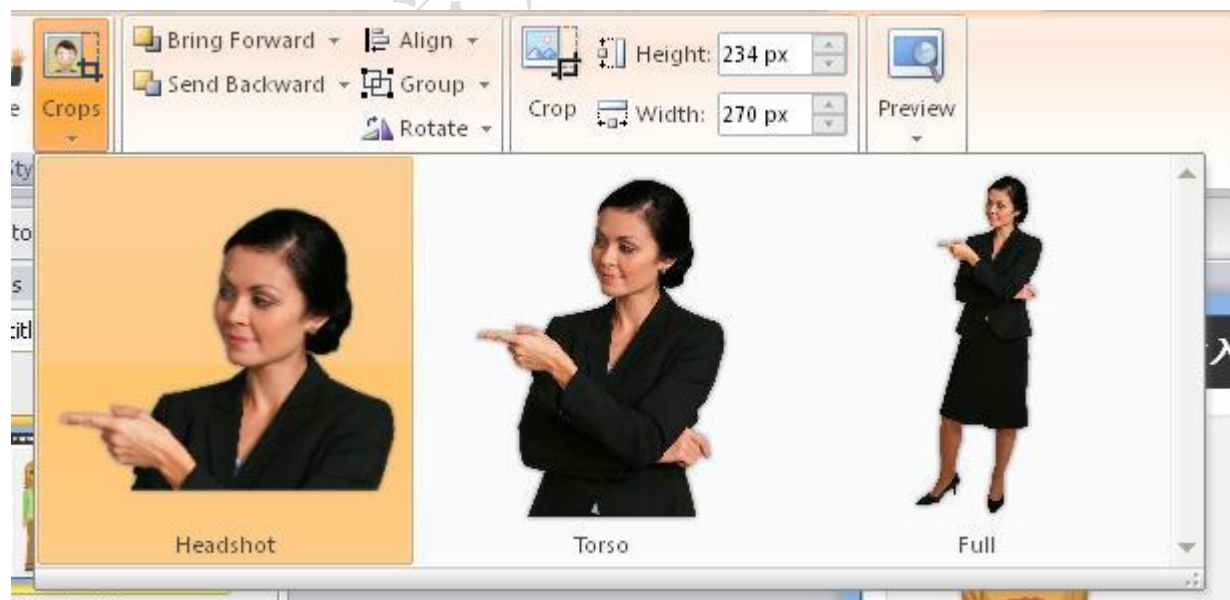 Bring Forward Align
Send Backward Group
Rotate
Crops
Crop
Height: 234 px
Width: 270 px
Preview
Headshot Torso Full